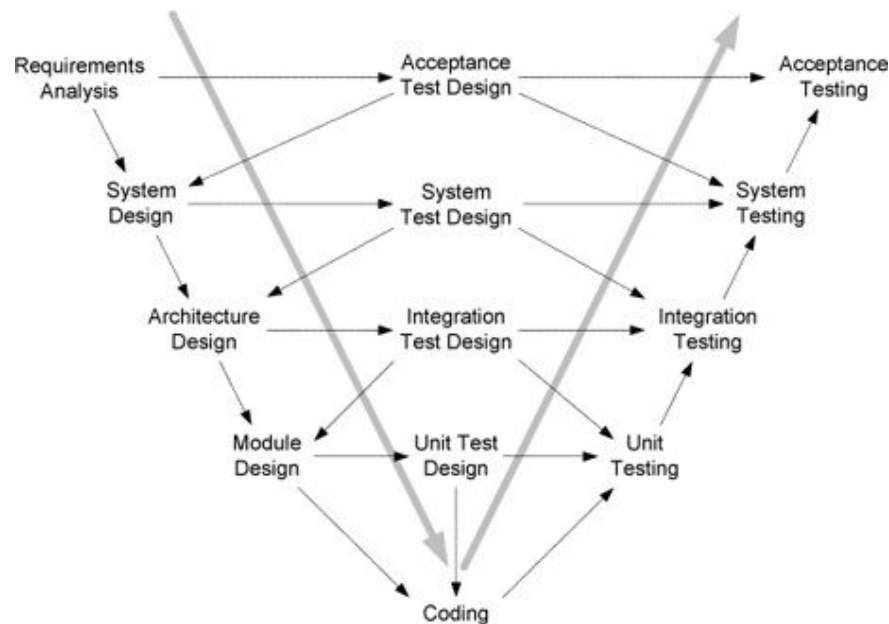 Requirements
Analysis
Acceptance
Test Design
Acceptance
Testing
System
Design
System
Test Design
System
Testing
Architecture
Design
Integration
Test Design
Integration
Testing
Module
Design
Unit Test
Design
Unit
Testing
Coding